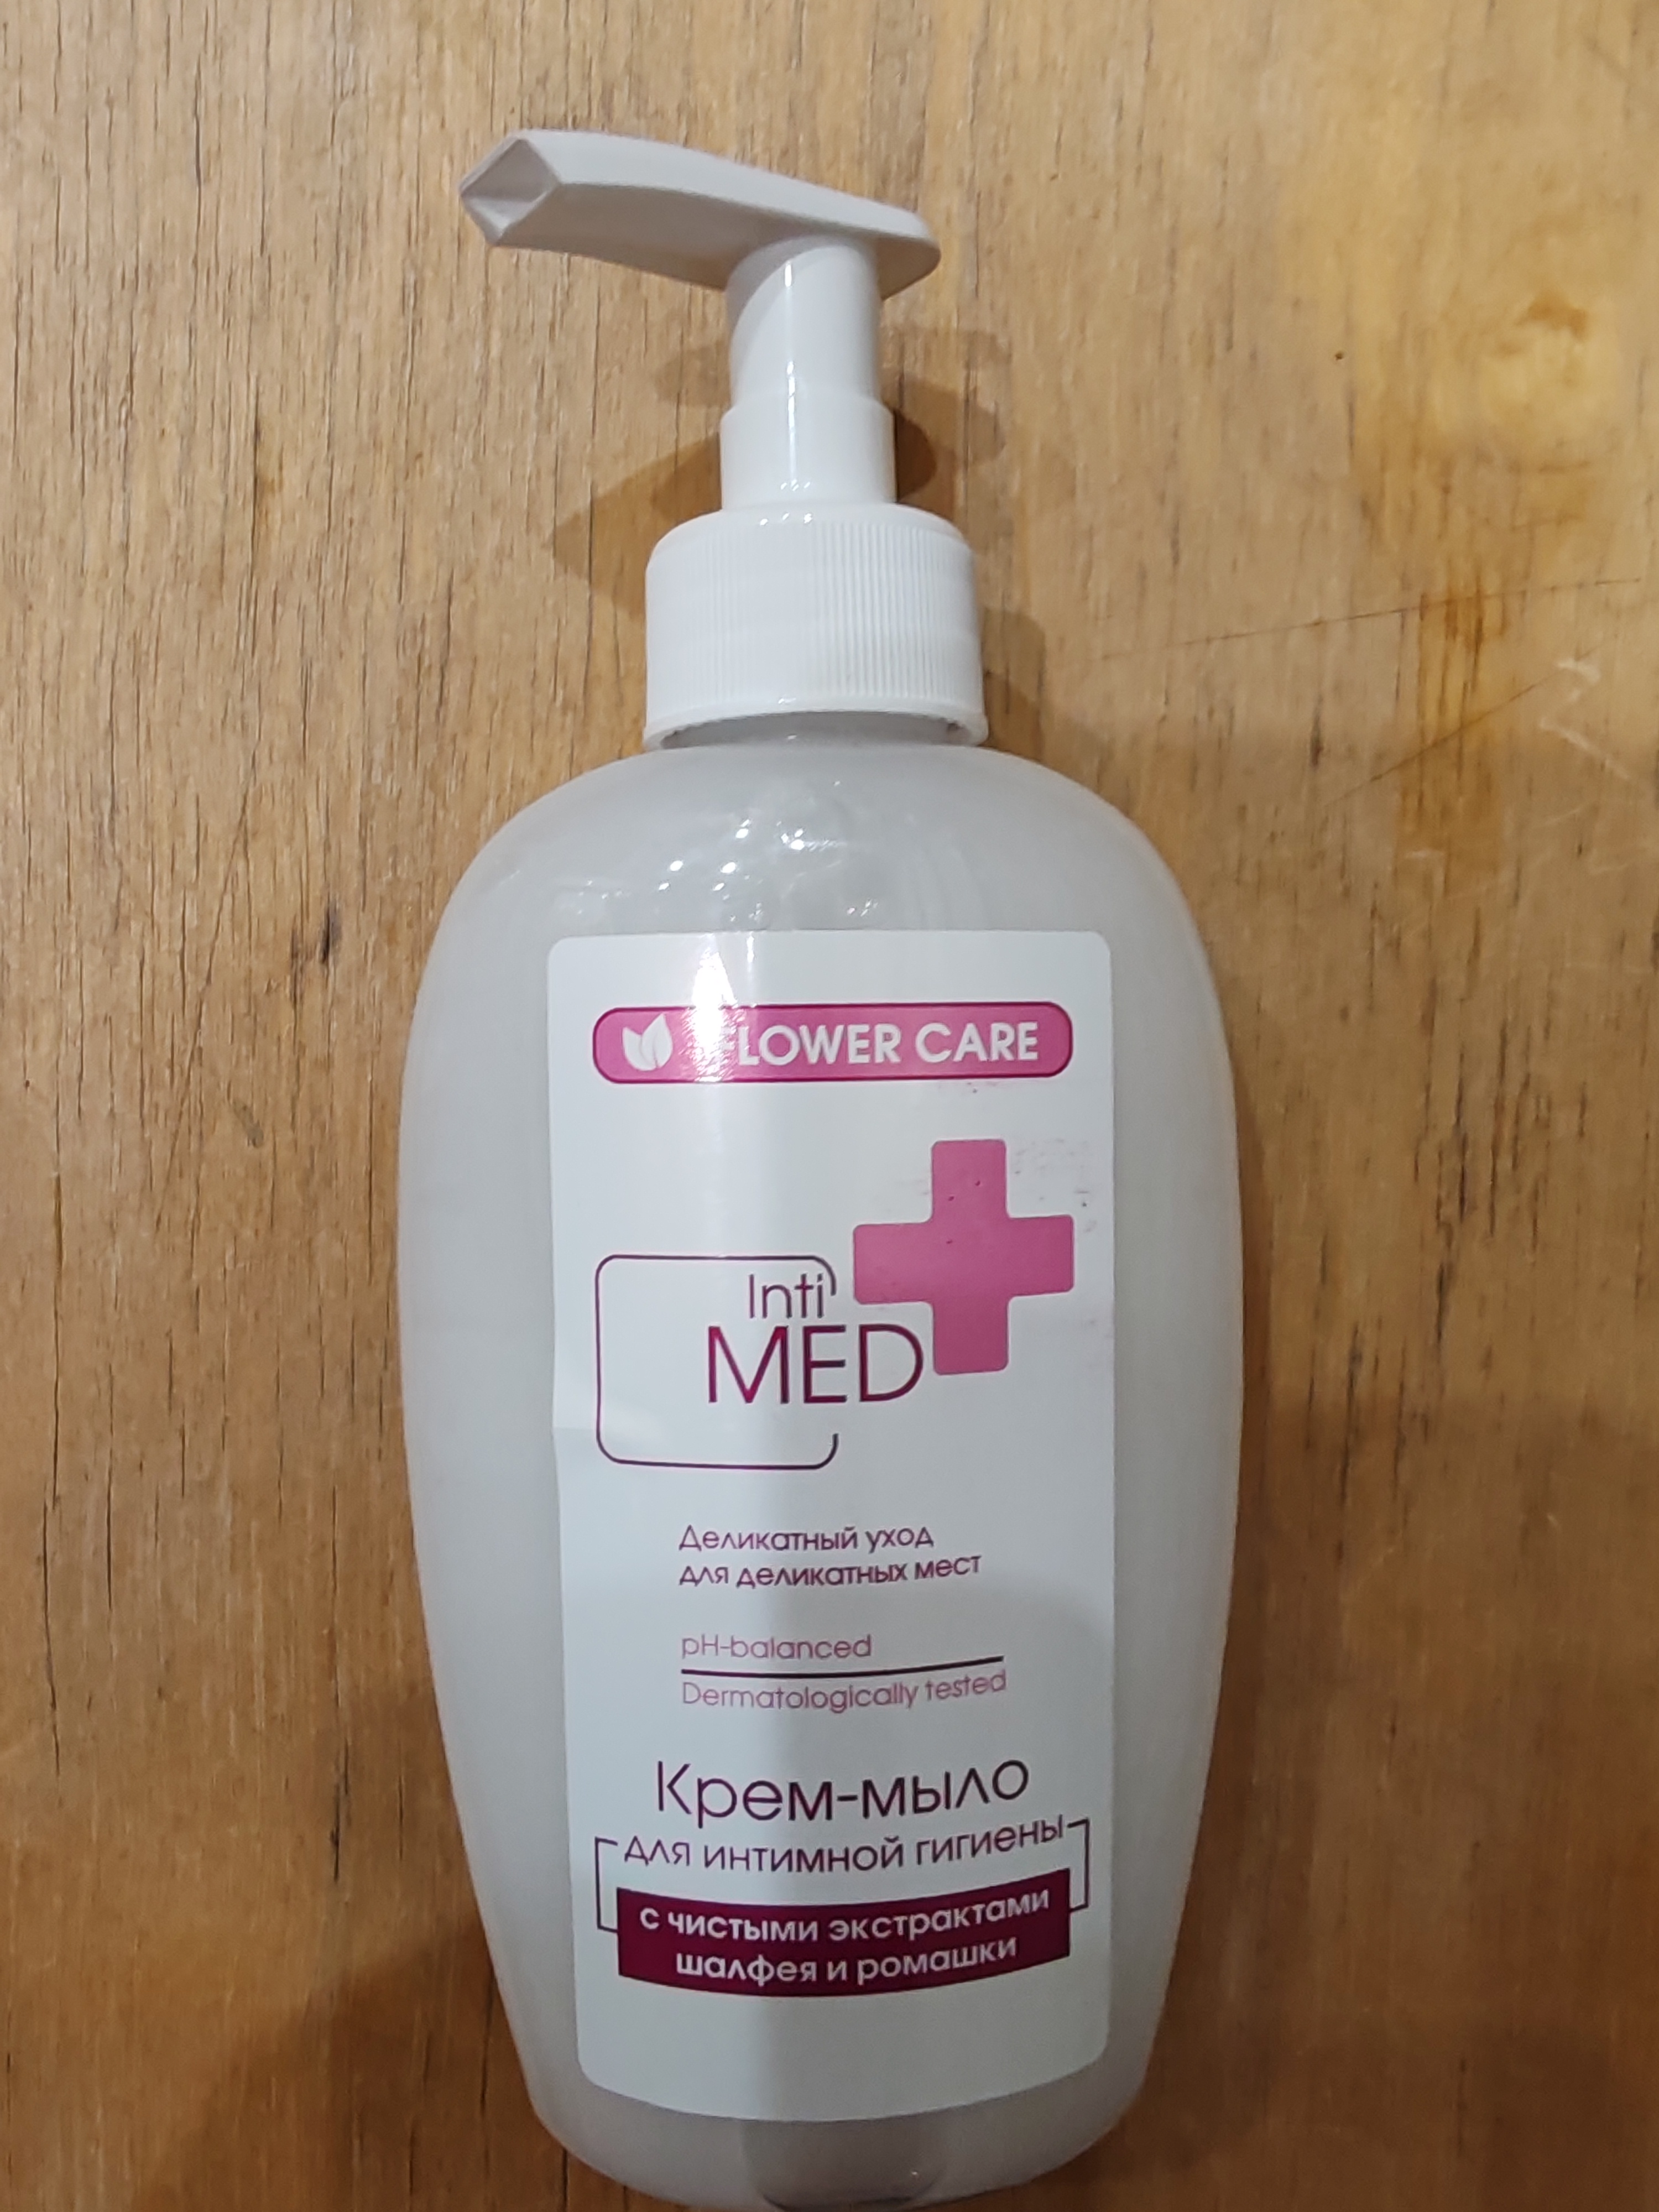 FLOWER CARE
Inti
MED
Деликатный уход
для деликатных мест
pH-balanced
Dermatologically tested
Крем-мыло
для интимной гигиены
с чистыми экстрактами
шалфея и ромашки